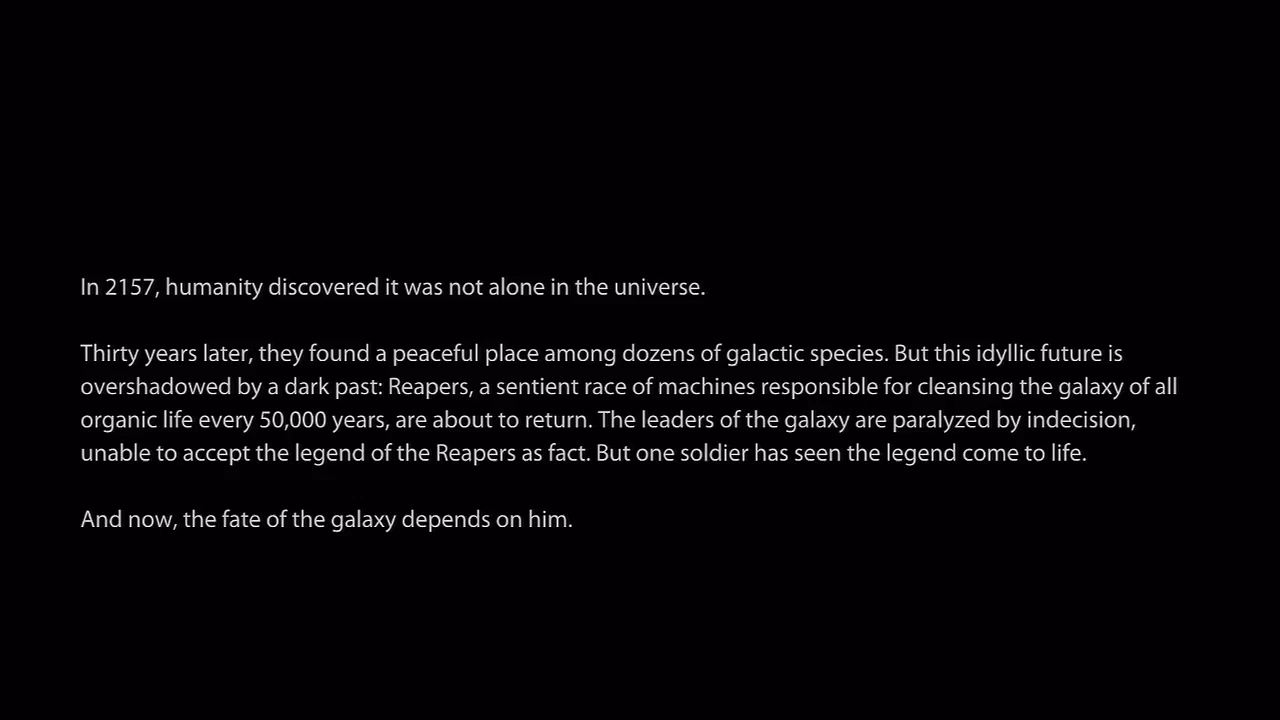 In 2157, humanity discovered it was not alone in the universe.
Thirty years later, they found a peaceful place among dozens of galactic species. But this idyllic future is
overshadowed by a dark past: Reapers, a sentient race of machines responsible for cleansing the galaxy of all
organic life every 50,000 years, are about to return. The leaders of the galaxy are paralyzed by indecision,
unable to accept the legend of the Reapers as fact. But one soldier has seen the legend come to life.
And now, the fate of the galaxy depends on him.